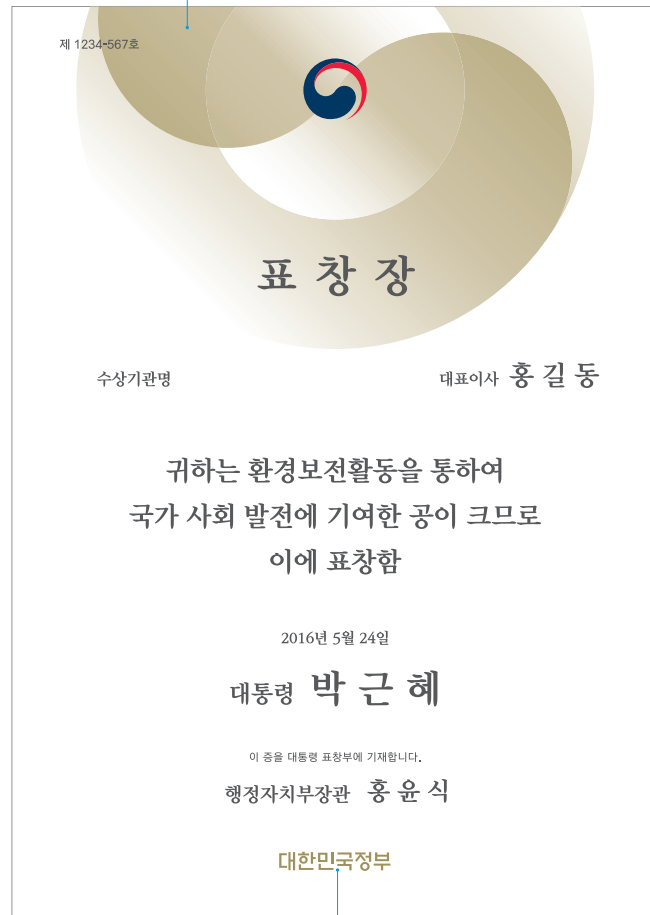 제 1234-567호
표 창 장
수상기관명 대표이사 홍 길 동
귀하는 환경보전활동을 통하여
국가 사회 발전에 기여한 공이 크므로
이에 표창함
2016년 5월 24일
대통령 박 근 혜
이 증을 대통령 표창부에 기재합니다.
행정자치부장관 홍 윤 식
대한민국정부